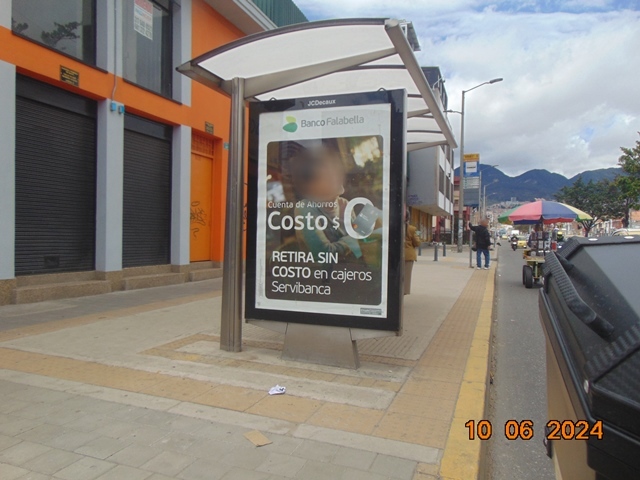 JCDecaux
Banco Falabella
Cuenta de Ahorros
Costo $0
RETIRA SIN
COSTO en cajeros
Servibanca
10 06 2024